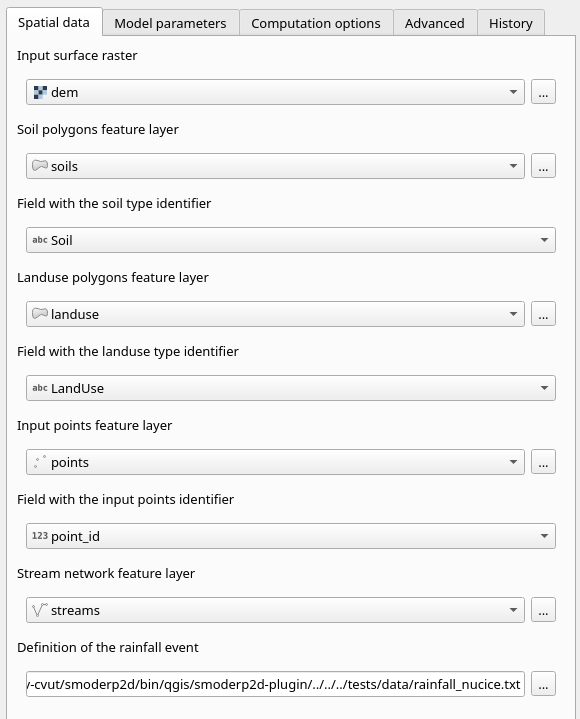 Spatial data Model parameters Computation options Advanced History
Input surface raster
dem ...
Soil polygons feature layer
soils ...
Field with the soil type identifier
abc Soil
Landuse polygons feature layer
landuse ...
Field with the landuse type identifier
abc LandUse
Input points feature layer
points ...
Field with the input points identifier
123 point_id
Stream network feature layer
streams ...
Definition of the rainfall event
/-cvut/smoderp2d/bin/qgis/smoderp2d-plugin/../../../tests/data/rainfall_nucice.txt ...